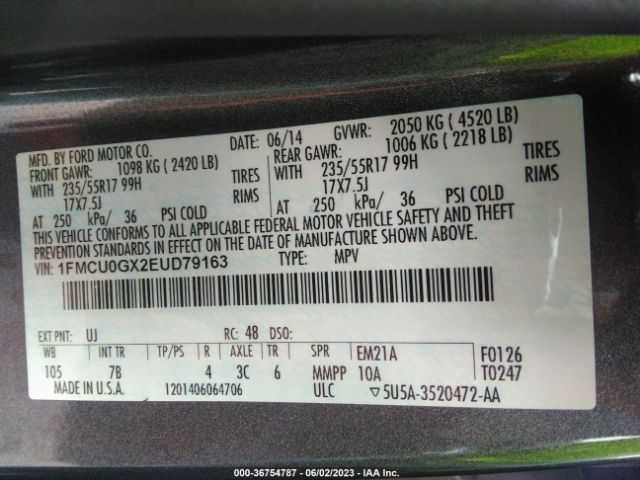 MFD. BY FORD MOTOR CO.
DATE: 06/14 GVWR: 2050 KG ( 4520 LB)
FRONT GAWR: 1098 KG ( 2420 LB)
REAR GAWR: 1006 KG ( 2218 LB)
WITH 235/55R17 99H TIRES
WITH 235/55R17 99H TIRES
17X7.5J RIMS
17X7.5J RIMS
AT 250 kPa/ 36 PSI COLD
AT 250 kPa/ 36 PSI COLD
THIS VEHICLE CONFORMS TO ALL APPLICABLE FEDERAL MOTOR VEHICLE SAFETY AND THEFT
PREVENTION STANDARDS IN EFFECT ON THE DATE OF MANUFACTURE SHOWN ABOVE.
VIN: 1FMCU0GX2EUD79163 TYPE: MPV
EXT PNT: UJ RC: 48 DSO:
WB INT TR TP/PS R AXLE TR SPR EM21A F0126
105 7B 4 3C 6 MMPP 10A T0247
MADE IN U.S.A. 1201406064706 ULC ▽5U5A-3520472-AA
000-36754787 - 06/02/2023 - IAA Inc.